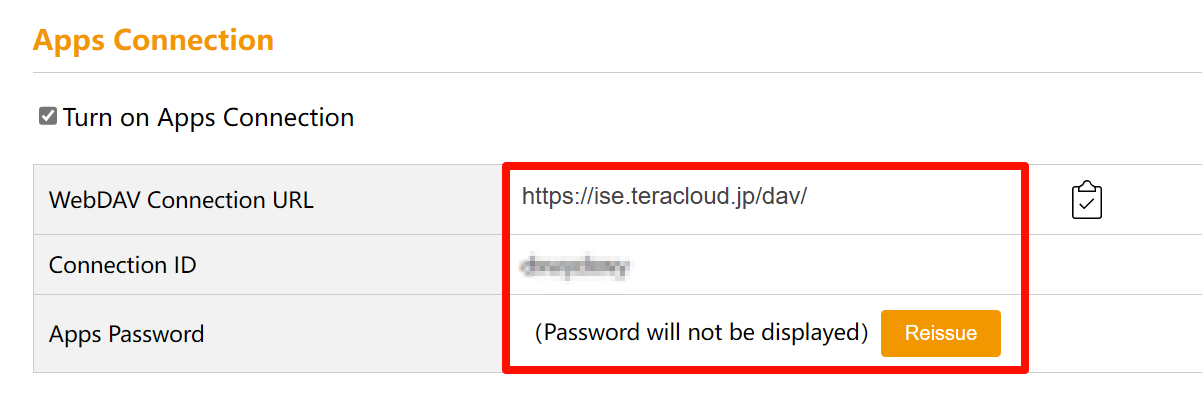 Apps Connection
Turn on Apps Connection
WebDAV Connection URL https://ise.teracloud.jp/dav/
Connection ID
Apps Password (Password will not be displayed) Reissue